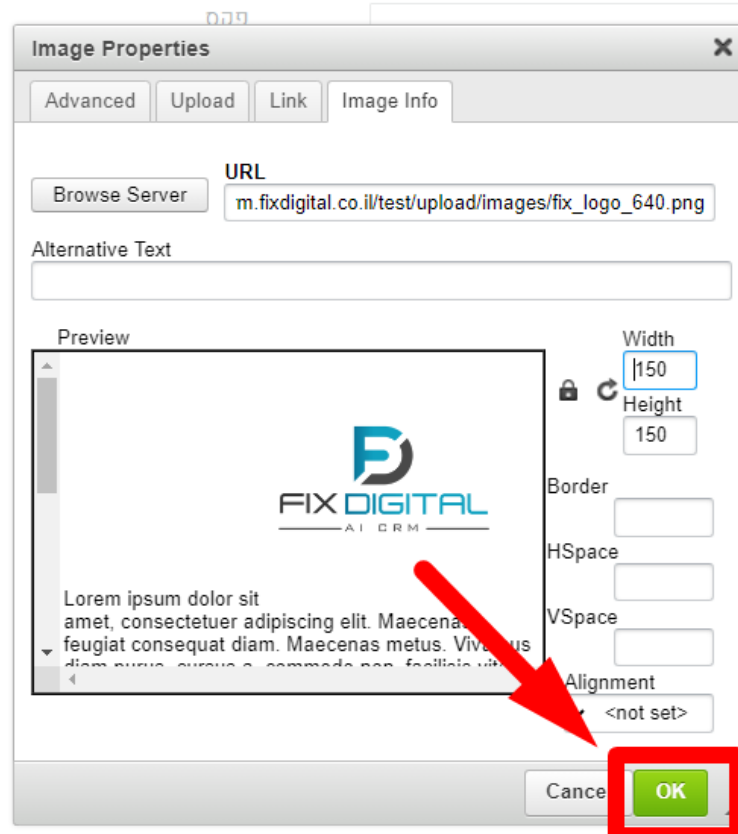 פקס
Image Properties
Advanced Upload Link Image Info
URL
Browse Server m.fixdigital.co.il/test/upload/images/fix_logo_640.png
Alternative Text
Preview
Width
150
Height
150
FIX DIGITAL
AI CRM
Border
HSpace
VSpace
Lorem ipsum dolor sit
amet, consectetuer adipiscing elit.
feugiat consequat diam. Maecenas metus.
Alignment
<not set>
OK